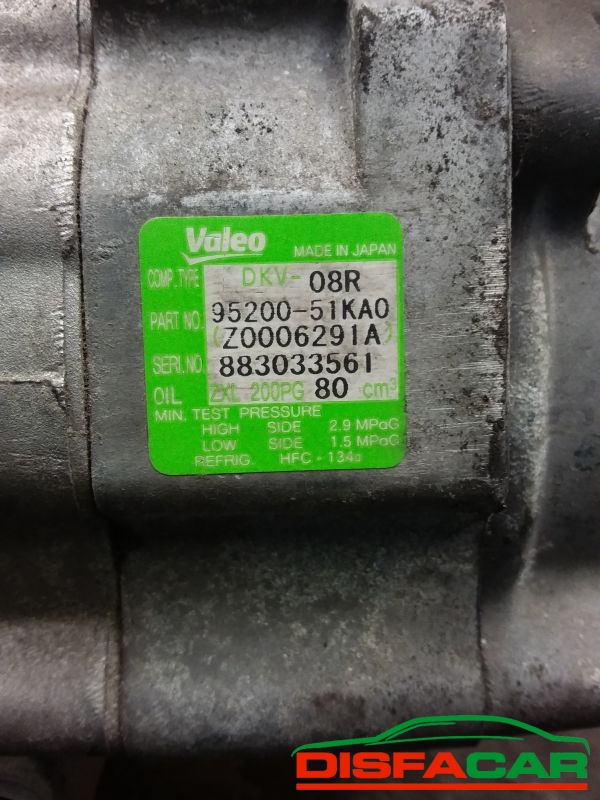 Valeo
MADE IN JAPAN
COMP. TYPE DKV- 08R
PART NO. 95200-51KA0
(Z0006291A)
SERI.NO. 883033561
OIL ZXL 200PG 80 cm³
MIN. TEST PRESSURE
HIGH SIDE 2.9 MPaG
LOW SIDE 1.5 MPaG
REFRIG. HFC - 134a
DISFACAR